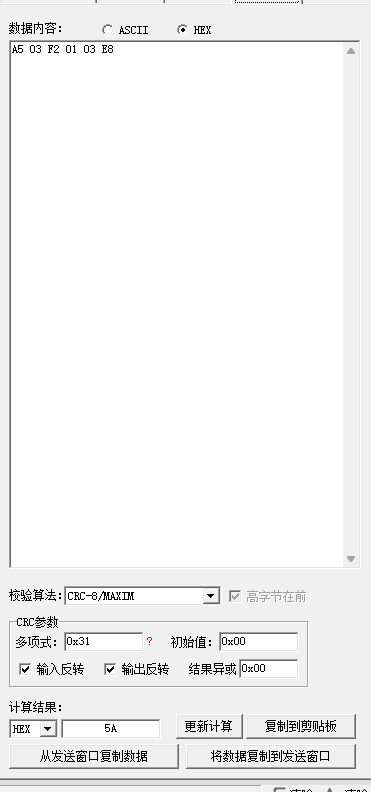 数据内容: ASCII HEX
A5 03 F2 01 03 E8
校验算法: CRC-8/MAXIM 高字节在前
CRC参数
多项式: 0x31 ? 初始值: 0x00
输入反转 输出反转 结果异或 0x00
计算结果:
HEX 5A 更新计算 复制到剪贴板
从发送窗口复制数据 将数据复制到发送窗口